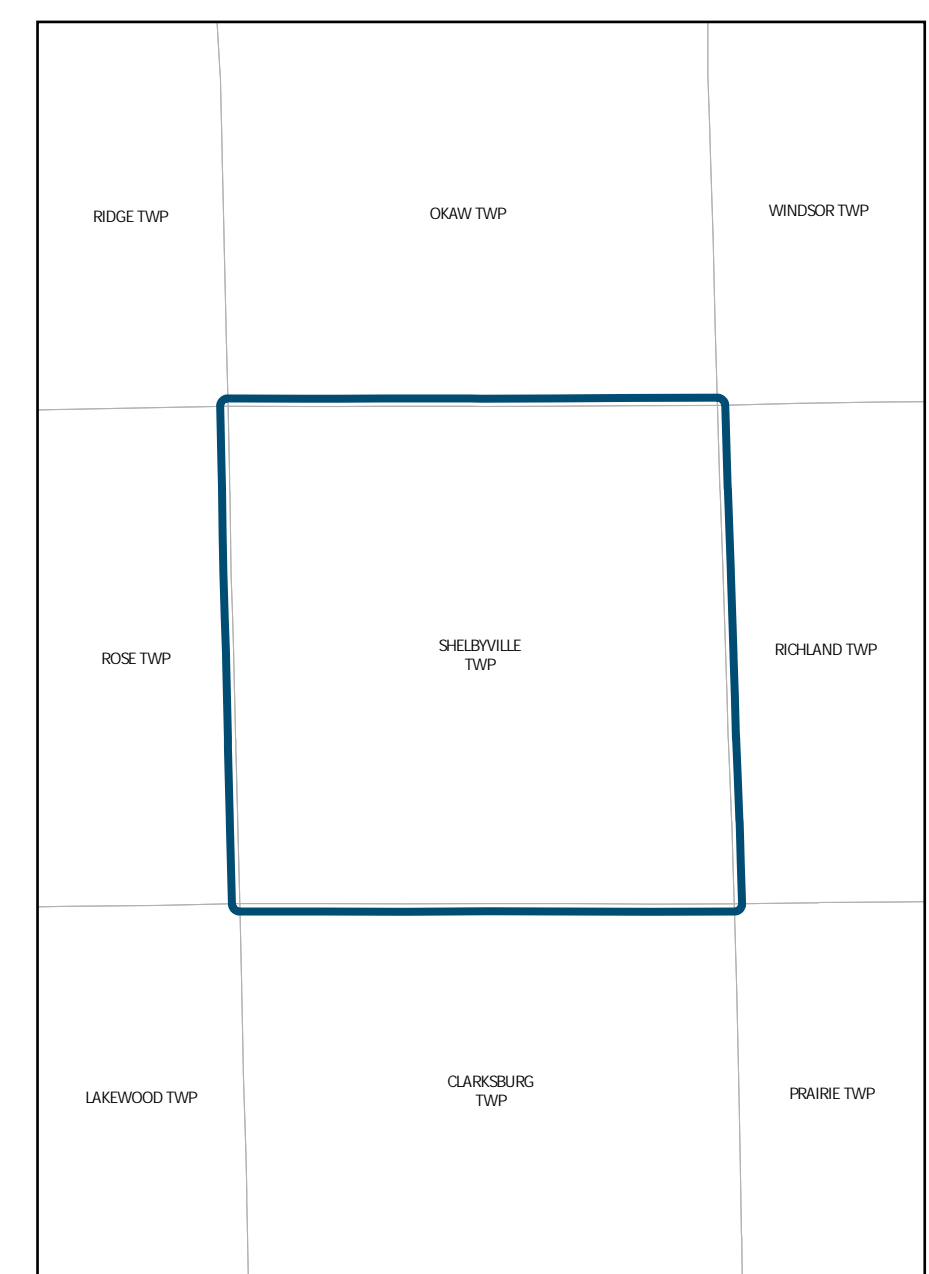 RIDGE TWP
OKAW TWP
WINDSOR TWP
ROSE TWP
SHELBYVILLE
TWP
RICHLAND TWP
LAKEWOOD TWP
CLARKSBURG
TWP
PRAIRIE TWP